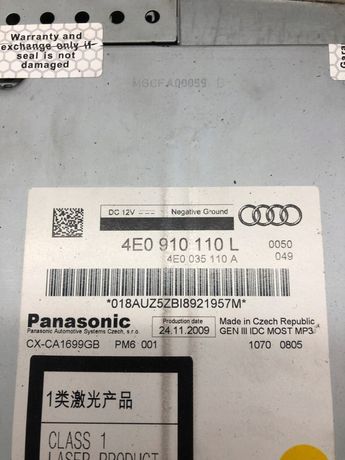 Warranty and
exchange only if
seal is not
damaged
DC 12V Negative Ground
4E0 910 110 L 0050
4E0 035 110 A 049
*018AUZ5ZBI8921957M*
Panasonic
Panasonic Automotive Systems Czech, s.r.o.
Production date
24.11.2009
Made in Czech Republic
GEN III IDC MOST MP3
CX-CA1699GB PM6 001 1070 0805
1类激光产品
CLASS 1
LASER PRODUCT